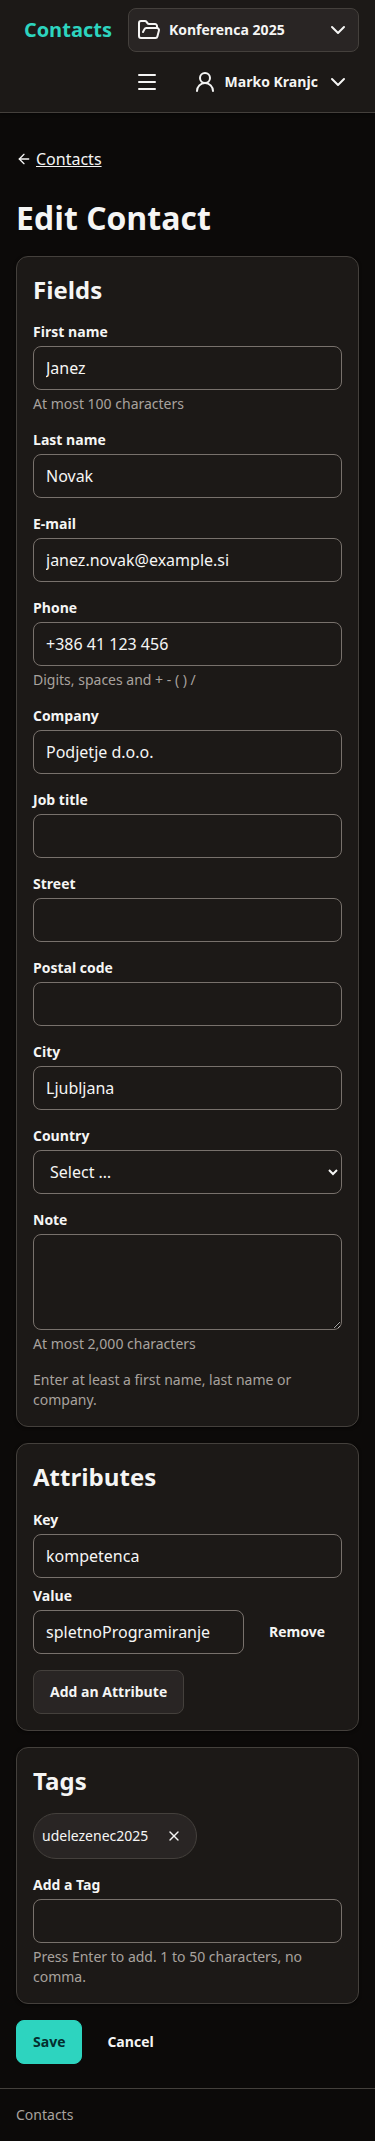 Contacts
Konferenca 2025
Marko Kranjc
Contacts
Edit Contact
Fields
First name
Janez
At most 100 characters
Last name
Novak
E-mail
janez.novak@example.si
Phone
+386 41 123 456
Digits, spaces and + - ( ) /
Company
Podjetje d.o.o.
Job title
Street
Postal code
City
Ljubljana
Country
Select ...
Note
At most 2,000 characters
Enter at least a first name, last name or
company.
Attributes
Key
kompetenca
Value
spletnoProgramiranje
Remove
Add an Attribute
Tags
udelezenec2025
Add a Tag
Press Enter to add. 1 to 50 characters, no
comma.
Save
Cancel
Contacts